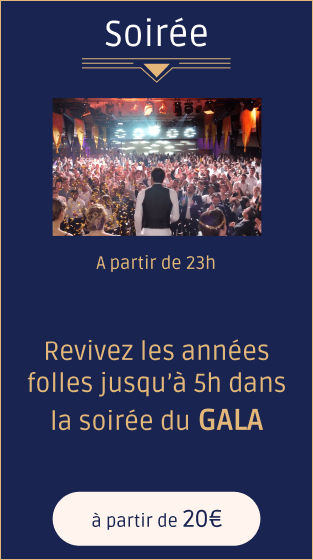 Soirée
A partir de 23h
Revivez les années
folles jusqu'à 5h dans
la soirée du GALA
à partir de 20€